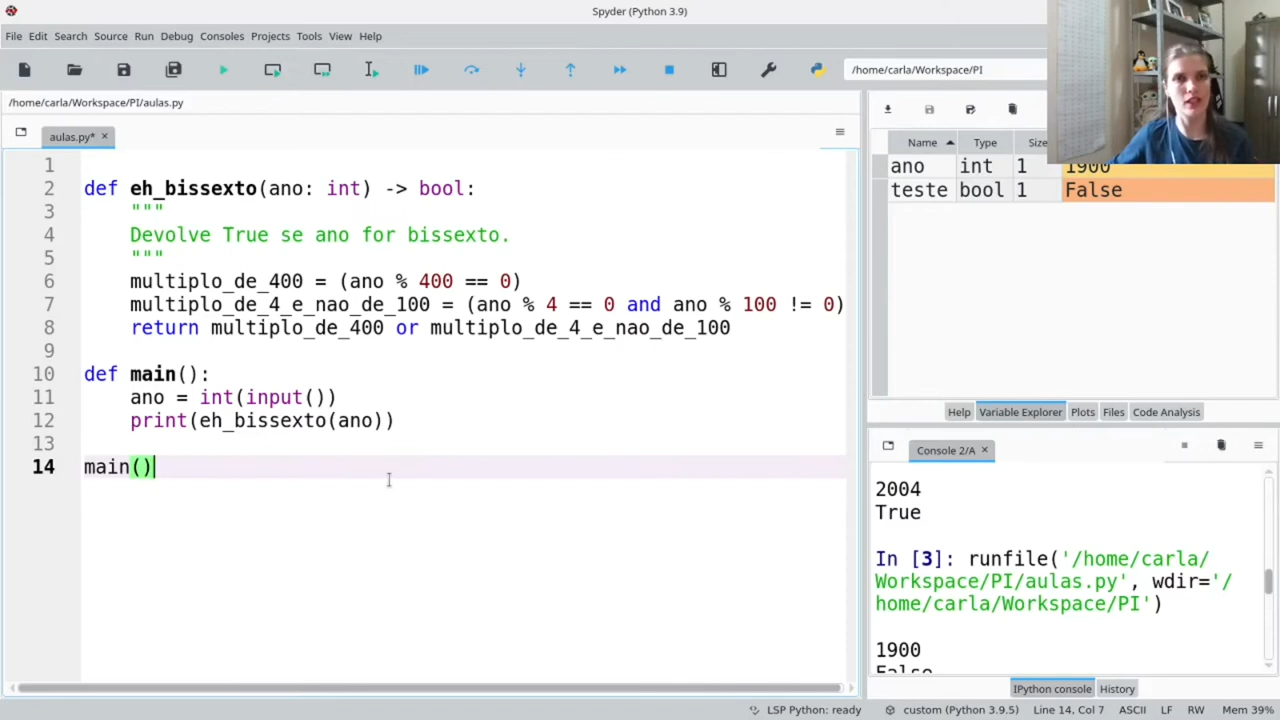 Spyder (Python 3.9)
File Edit Search Source Run Debug Consoles Projects Tools View Help
/home/carla/Workspace/PI
/home/carla/Workspace/PI/aulas.py
aulas.py*
1
2 def eh_bissexto(ano: int) -> bool:
3 """
4 Devolve True se ano for bissexto.
5 """
6 multiplo_de_400 = (ano % 400 == 0)
7 multiplo_de_4_e_nao_de_100 = (ano % 4 == 0 and ano % 100 != 0)
8 return multiplo_de_400 or multiplo_de_4_e_nao_de_100
9
10 def main():
11 ano = int(input())
12 print(eh_bissexto(ano))
13
14 main()
Name Type Size
ano int 1 1900
teste bool 1 False
Help Variable Explorer Plots Files Code Analysis
Console 2/A
2004
True
In [3]: runfile('/home/carla/
Workspace/PI/aulas.py', wdir='/
home/carla/Workspace/PI')
1900
False
IPython console History
LSP Python: ready custom (Python 3.9.5) Line 14, Col 7 ASCII LF RW Mem 39%